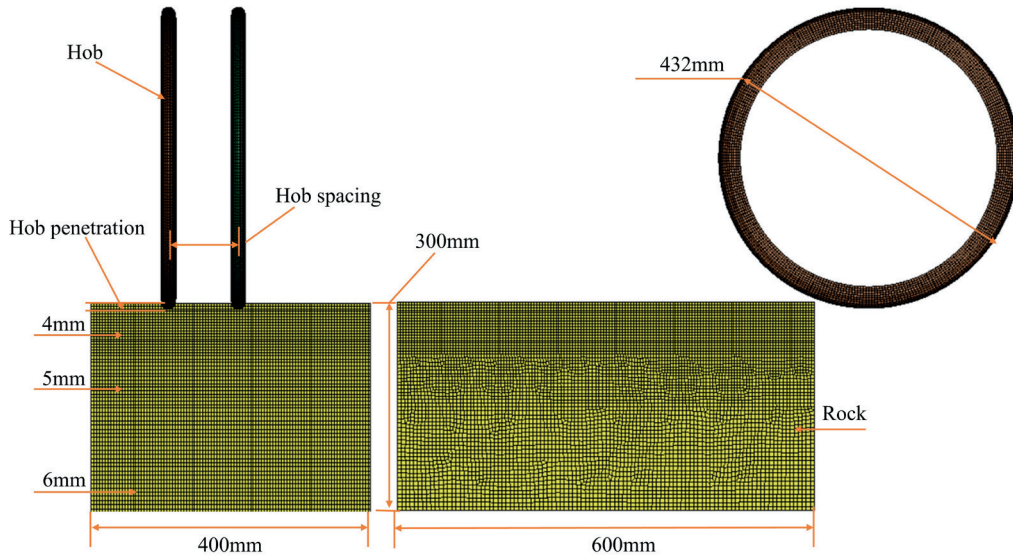 Hob
432mm
Hob spacing
Hob penetration
300mm
4mm
5mm
Rock
6mm
400mm
600mm